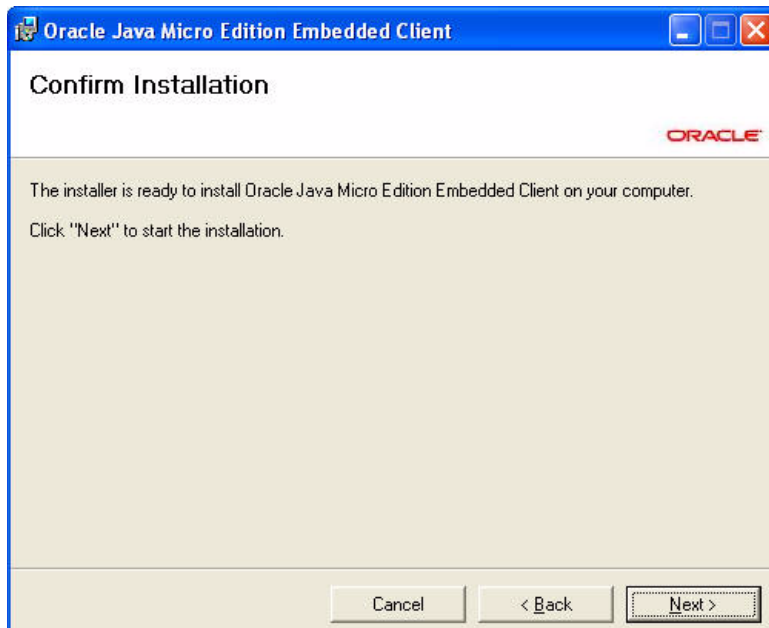 Oracle Java Micro Edition Embedded Client
Confirm Installation
ORACLE
The installer is ready to install Oracle Java Micro Edition Embedded Client on your computer.
Click "Next" to start the installation.
Cancel
< Back
Next >